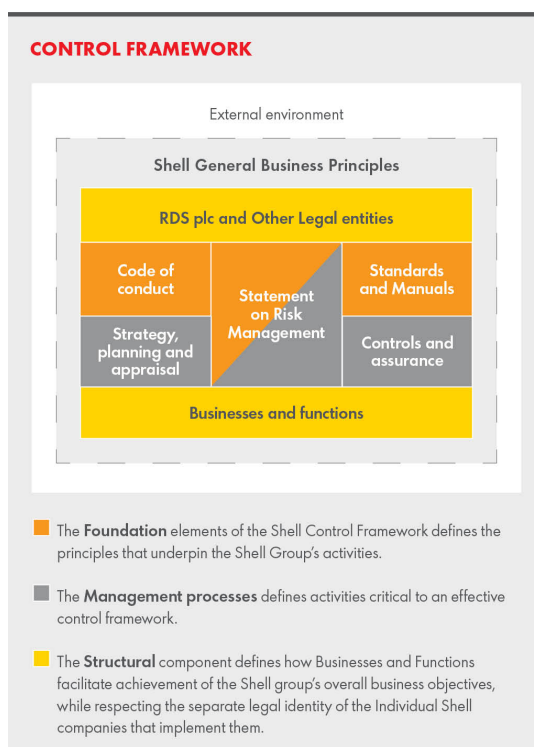 CONTROL FRAMEWORK
External environment
Shell General Business Principles
RDS plc and Other Legal entities
Code of
conduct
Statement
on Risk
Management
Standards
and Manuals
Strategy,
planning and
appraisal
Controls and
assurance
Businesses and functions
The Foundation elements of the Shell Control Framework defines the
principles that underpin the Shell Group's activities.
The Management processes defines activities critical to an effective
control framework.
The Structural component defines how Businesses and Functions
facilitate achievement of the Shell group's overall business objectives,
while respecting the separate legal identity of the Individual Shell
companies that implement them.